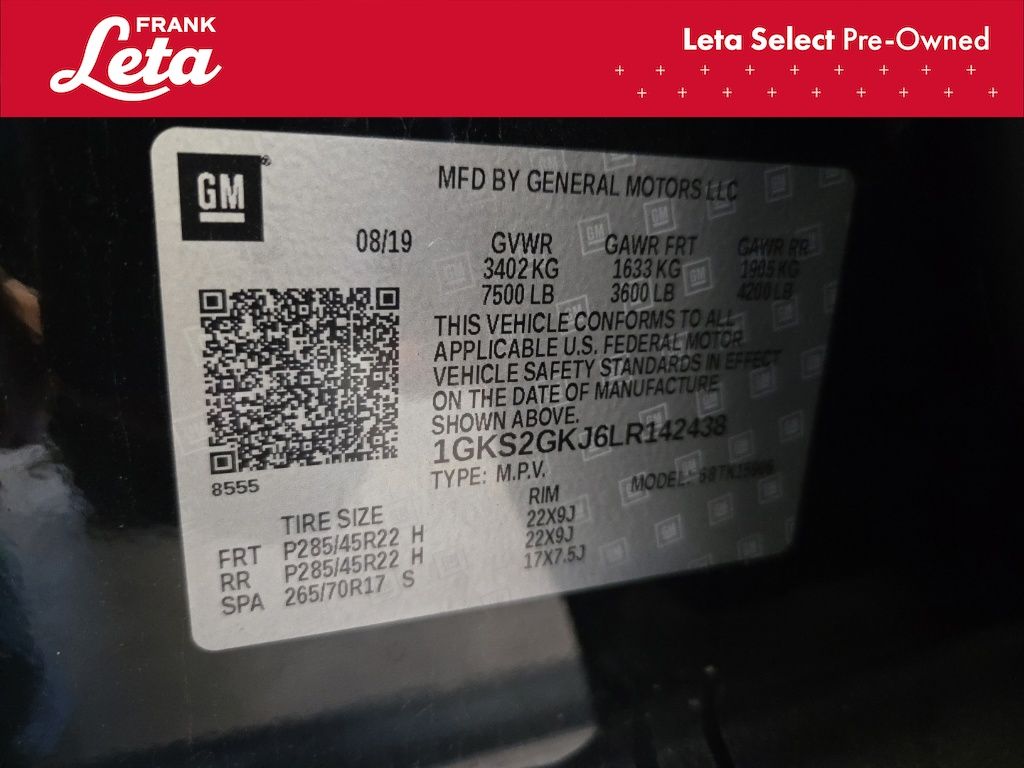 FRANK
Leta
Leta Select Pre-Owned
GM
MFD BY GENERAL MOTORS LLC
08/19 GVWR GAWR FRT GAWR RR
3402 KG 1633 KG 1905 KG
7500 LB 3600 LB 4200 LB
THIS VEHICLE CONFORMS TO ALL
APPLICABLE U.S. FEDERAL MOTOR
VEHICLE SAFETY STANDARDS IN EFFECT
ON THE DATE OF MANUFACTURE
SHOWN ABOVE.
1GKS2GKJ6LR142438
TYPE: M.P.V. MODEL:
8555
TIRE SIZE RIM
FRT P285/45R22 H 22X9J
RR P285/45R22 H 22X9J
SPA 265/70R17 S 17X7.5J